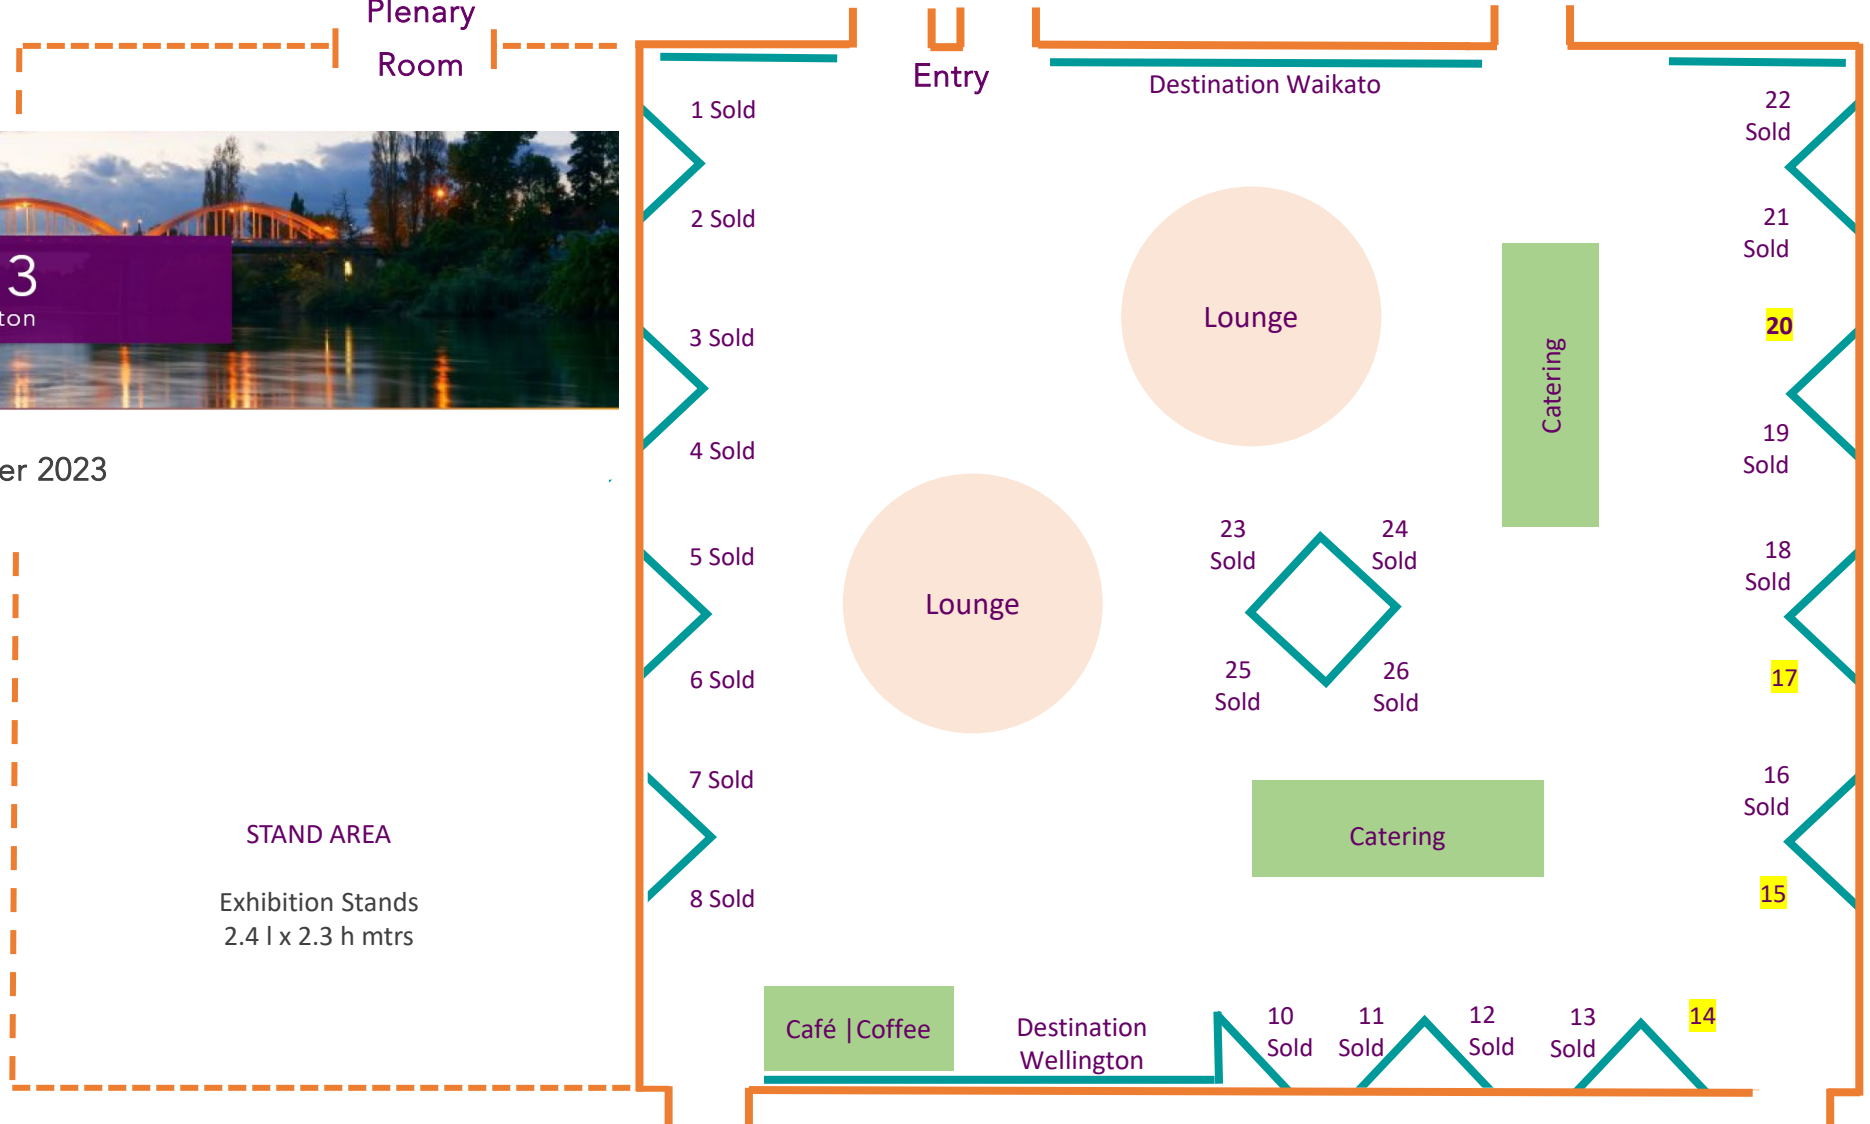 Plenary
Room
Entry
Destination Waikato
1 Sold
2 Sold
3 Sold
4 Sold
5 Sold
6 Sold
7 Sold
8 Sold
22
Sold
21
Sold
20
19
Sold
18
Sold
17
16
Sold
15
Lounge
Catering
Lounge
23
Sold
24
Sold
25
Sold
26
Sold
Catering
3
ton
er 2023
STAND AREA
Exhibition Stands
2.4 l x 2.3 h mtrs
Café |Coffee
Destination
Wellington
10
Sold
11
Sold
12
Sold
13
Sold
14